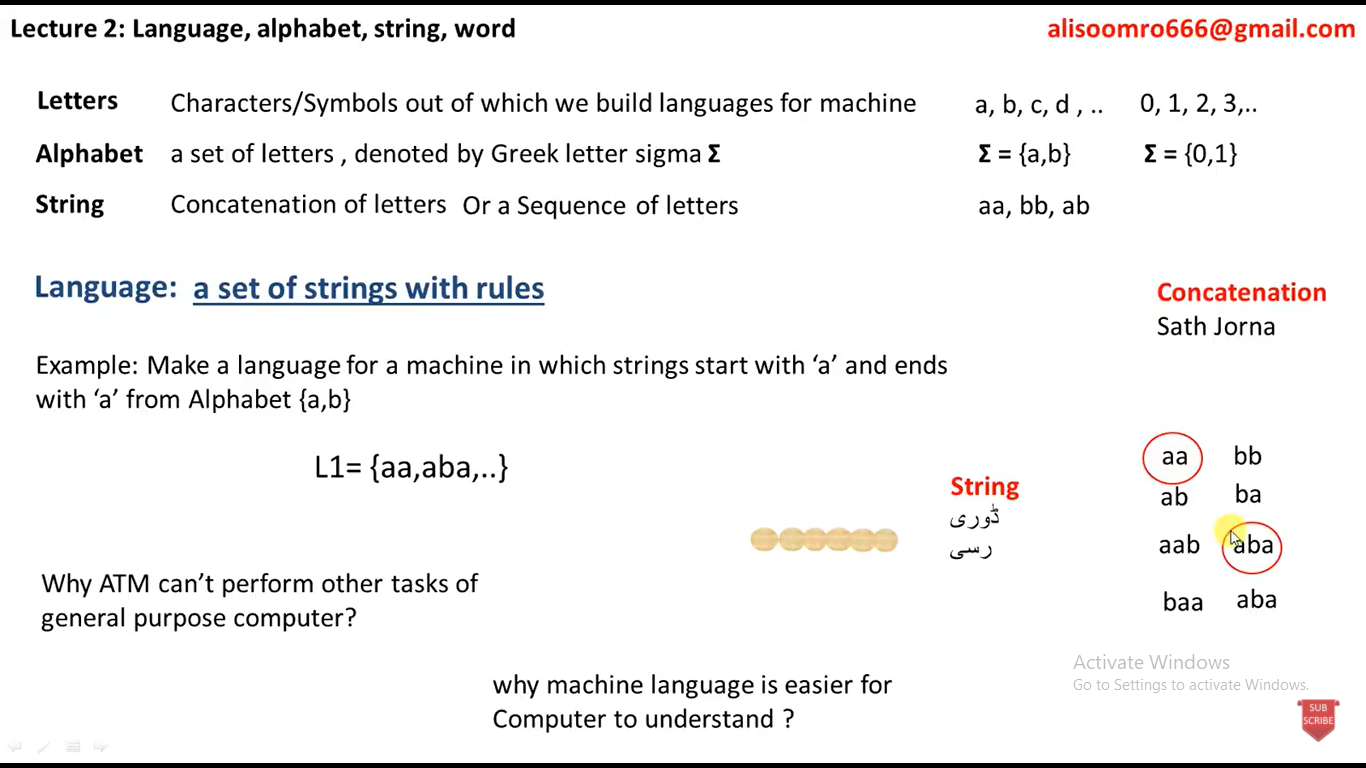 Lecture 2: Language, alphabet, string, word
alisoomro666@gmail.com
Letters Characters/Symbols out of which we build languages for machine a, b, c, d , .. 0, 1, 2, 3,..
Alphabet a set of letters , denoted by Greek letter sigma Σ Σ = {a,b} Σ = {0,1}
String Concatenation of letters Or a Sequence of letters aa, bb, ab
Language: a set of strings with rules
Concatenation
Sath Jorna
Example: Make a language for a machine in which strings start with ‘a’ and ends
with ‘a’ from Alphabet {a,b}
L1= {aa,aba,..}
String
ڈوری
رسی
aa bb
ab ba
aab aba
baa aba
Why ATM can’t perform other tasks of
general purpose computer?
why machine language is easier for
Computer to understand ?
Activate Windows
Go to Settings to activate Windows.
SUB
SCRIBE